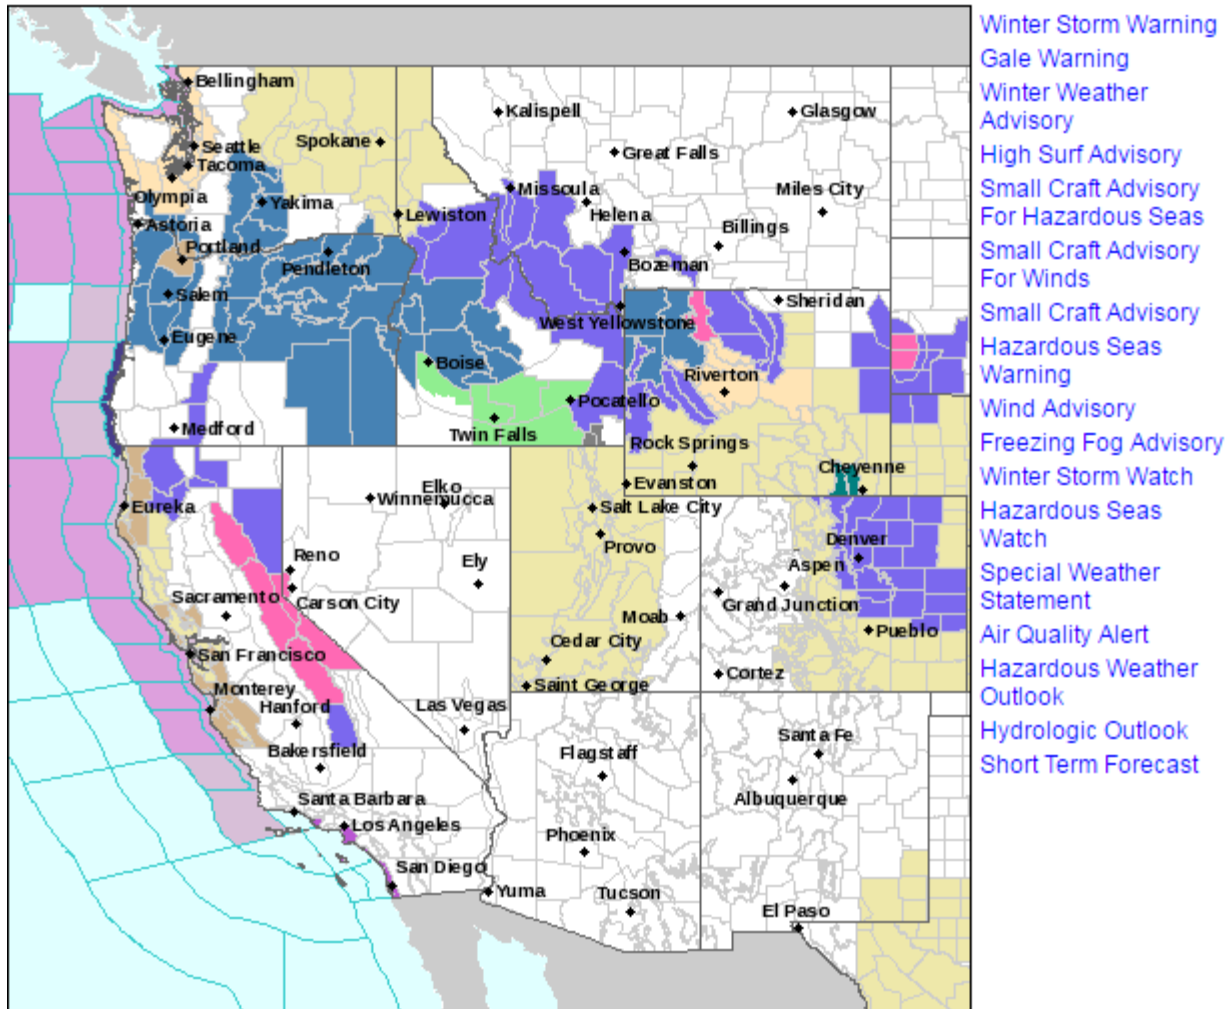 Winter Storm Warning
Gale Warning
Winter Weather
Advisory
High Surf Advisory
Small Craft Advisory
For Hazardous Seas
Small Craft Advisory
For Winds
Small Craft Advisory
Hazardous Seas
Warning
Wind Advisory
Freezing Fog Advisory
Winter Storm Watch
Hazardous Seas
Watch
Special Weather
Statement
Air Quality Alert
Hazardous Weather
Outlook
Hydrologic Outlook
Short Term Forecast
Bellingham
Kalispell
Glasgow
Seattle
Spokane
Great Falls
Tacoma
Missoula
Miles City
Olympia
Yakima
Lewiston
Helena
Astoria
Billings
Portland
Pendleton
Bozeman
Salem
Sheridan
West Yellowstone
Eugene
Boise
Riverton
Pocatello
Medford
Twin Falls
Rock Springs
Cheyenne
Evanston
Elko
Winnemucca
Eureka
Salt Lake City
Provo
Denver
Reno
Ely
Aspen
Sacramento
Carson City
Grand Junction
Moab
Pueblo
San Francisco
Cedar City
Cortez
Saint George
Monterey
Hanford
Las Vegas
Santa Fe
Bakersfield
Flagstaff
Albuquerque
Santa Barbara
Los Angeles
Phoenix
San Diego
Yuma
Tucson
El Paso